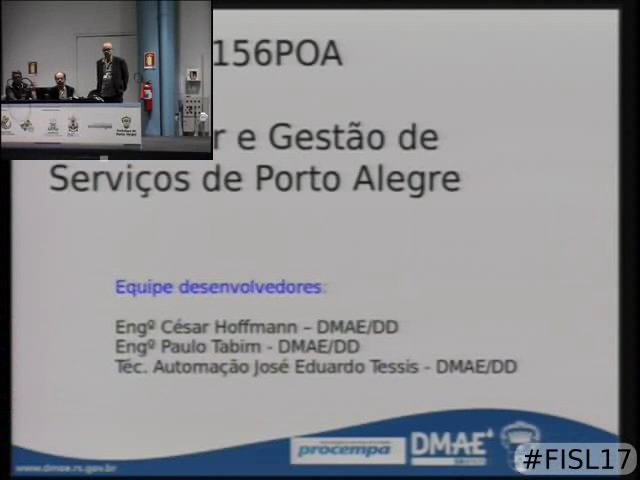 156POA
r e Gestão de
Serviços de Porto Alegre
Equipe desenvolvedores:
Engº César Hoffmann – DMAE/DD
Engº Paulo Tabim - DMAE/DD
Téc. Automação José Eduardo Tessis - DMAE/DD
www.dmae.rs.gov.br
procempa
DMAE
#FISL17